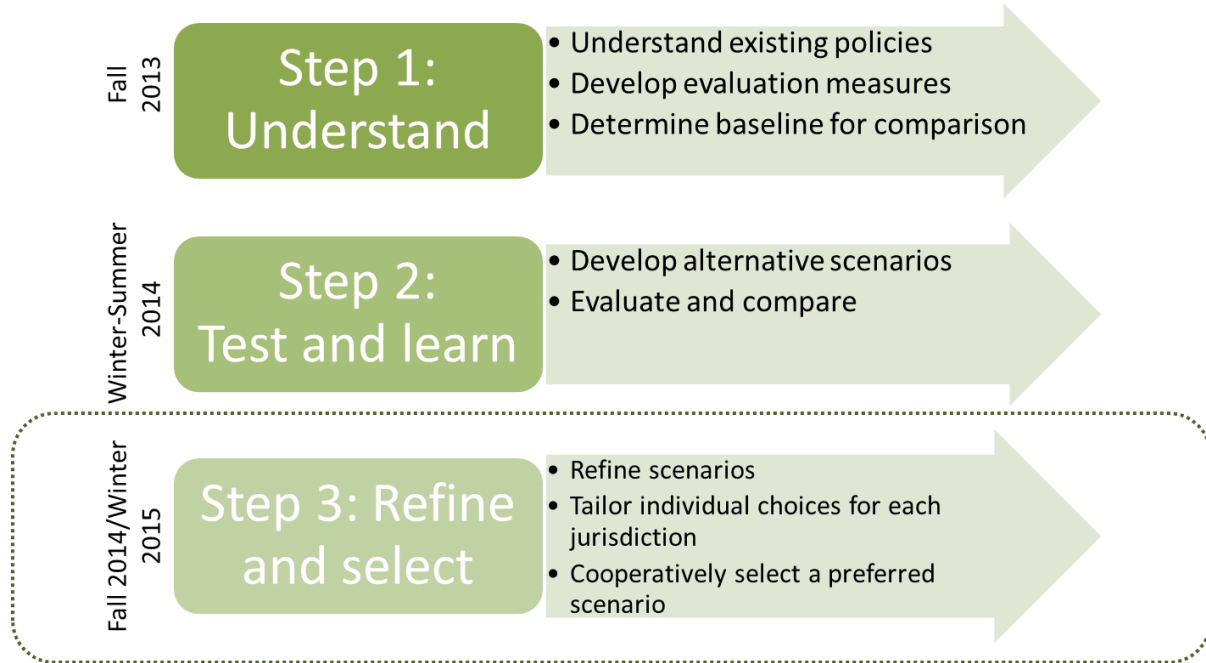 Fall
2013
Step 1:
Understand
• Understand existing policies
• Develop evaluation measures
• Determine baseline for comparison
Winter-Summer
2014
Step 2:
Test and learn
• Develop alternative scenarios
• Evaluate and compare
Fall 2014/Winter
2015
Step 3: Refine
and select
• Refine scenarios
• Tailor individual choices for each
jurisdiction
• Cooperatively select a preferred
scenario